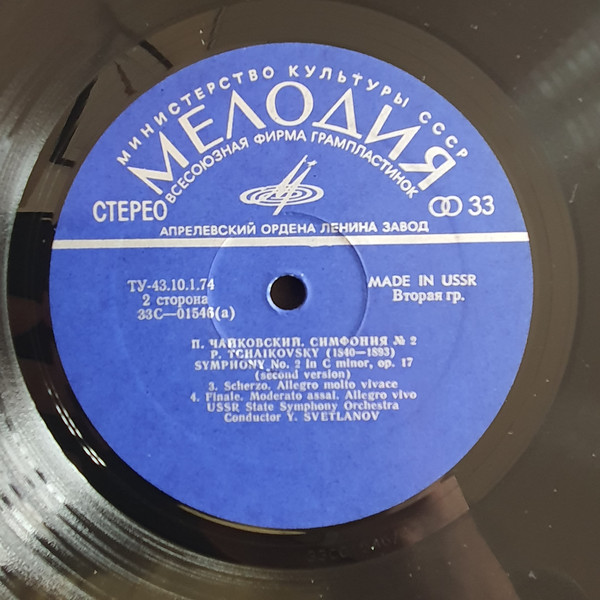 МИНИСТЕРСТВО КУЛЬТУРЫ СССР
МЕЛОДИЯ
ВСЕСОЮЗНАЯ ФИРМА ГРАМПЛАСТИНОК
СТЕРЕО
33
АПРЕЛЕВСКИЙ ОРДЕНА ЛЕНИНА ЗАВОД
ТУ-43.10.1.74
2 сторона
33С—01546(а)
MADE IN USSR
Вторая гр.
П. ЧАЙКОВСКИЙ. СИМФОНИЯ № 2
P. TCHAIKOVSKY (1840—1893)
SYMPHONY No. 2 in C minor, op. 17
(second version)
3. Scherzo. Allegro molto vivace
4. Finale. Moderato assai. Allegro vivo
USSR State Symphony Orchestra
Conductor Y. SVETLANOV